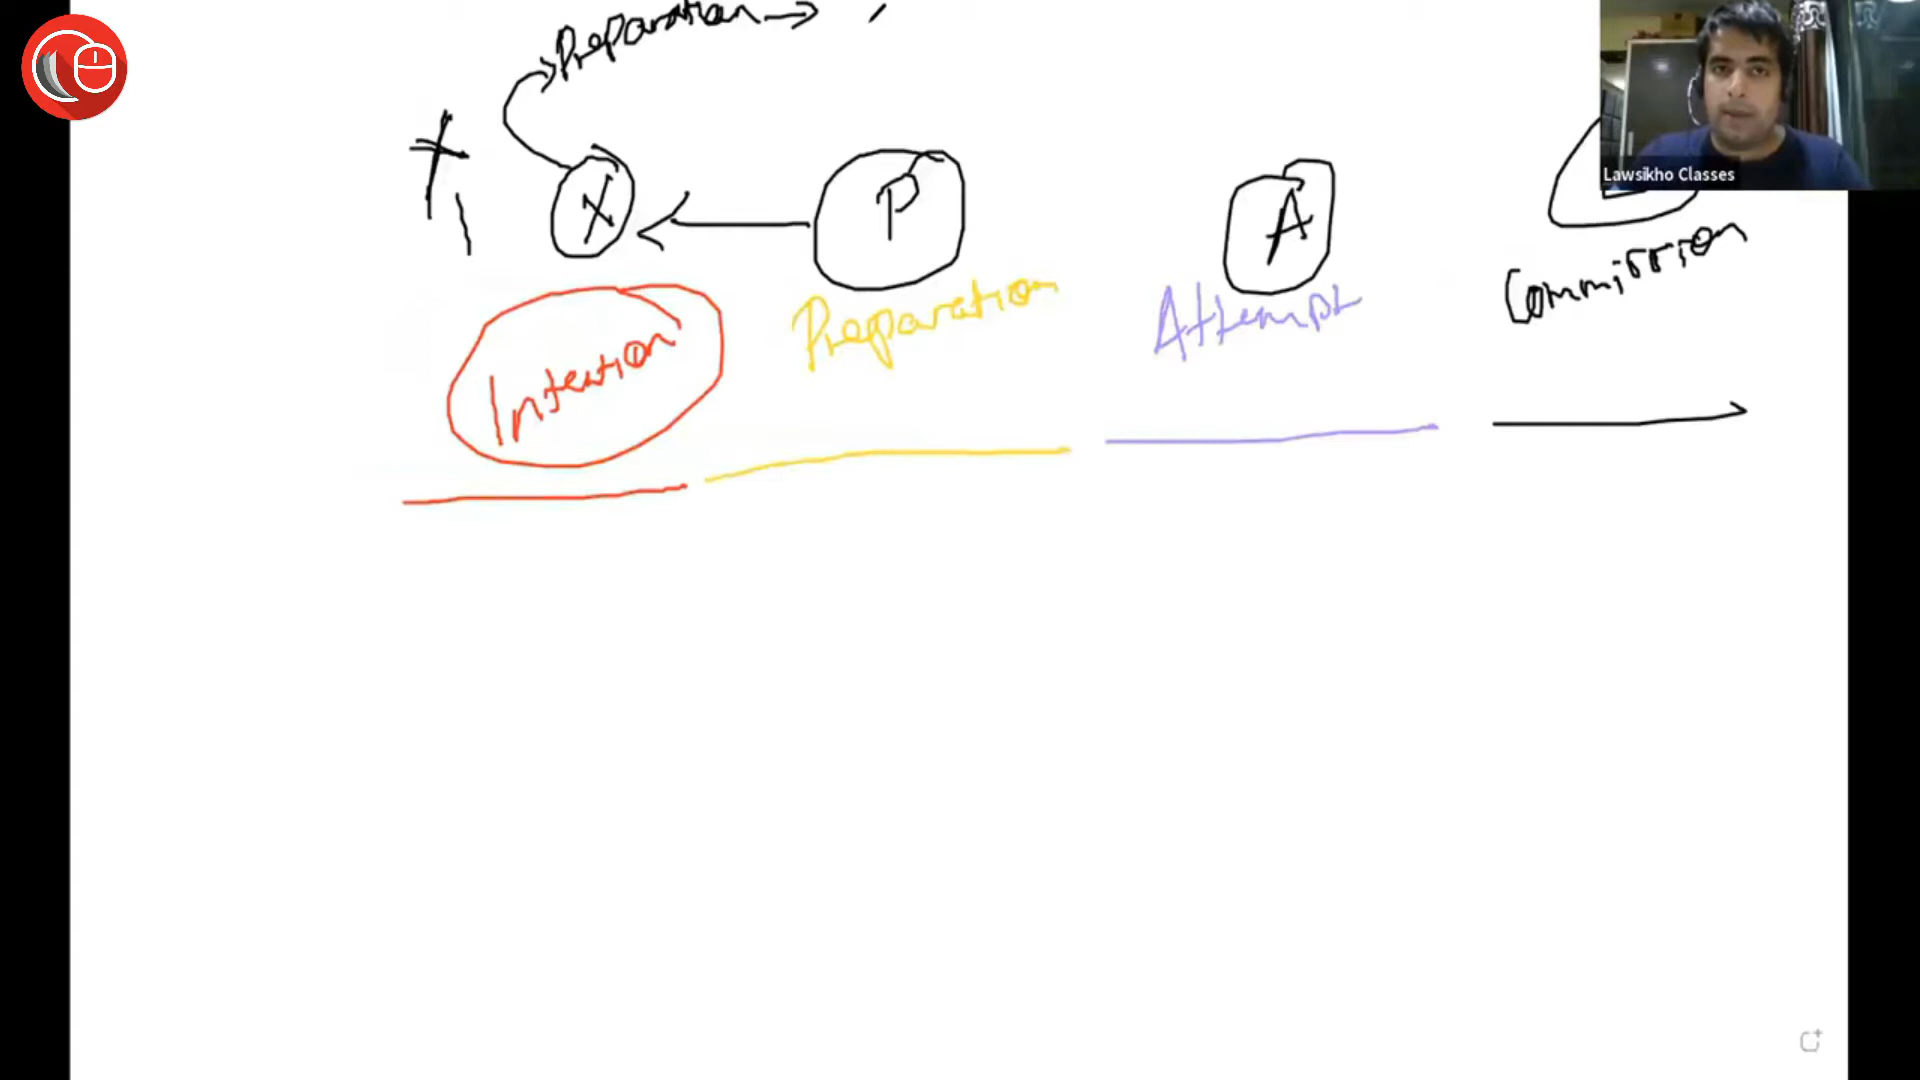 Preparation
X
P
A
Lawsikho Classes
Commission
Preparation
Attempt
Intention